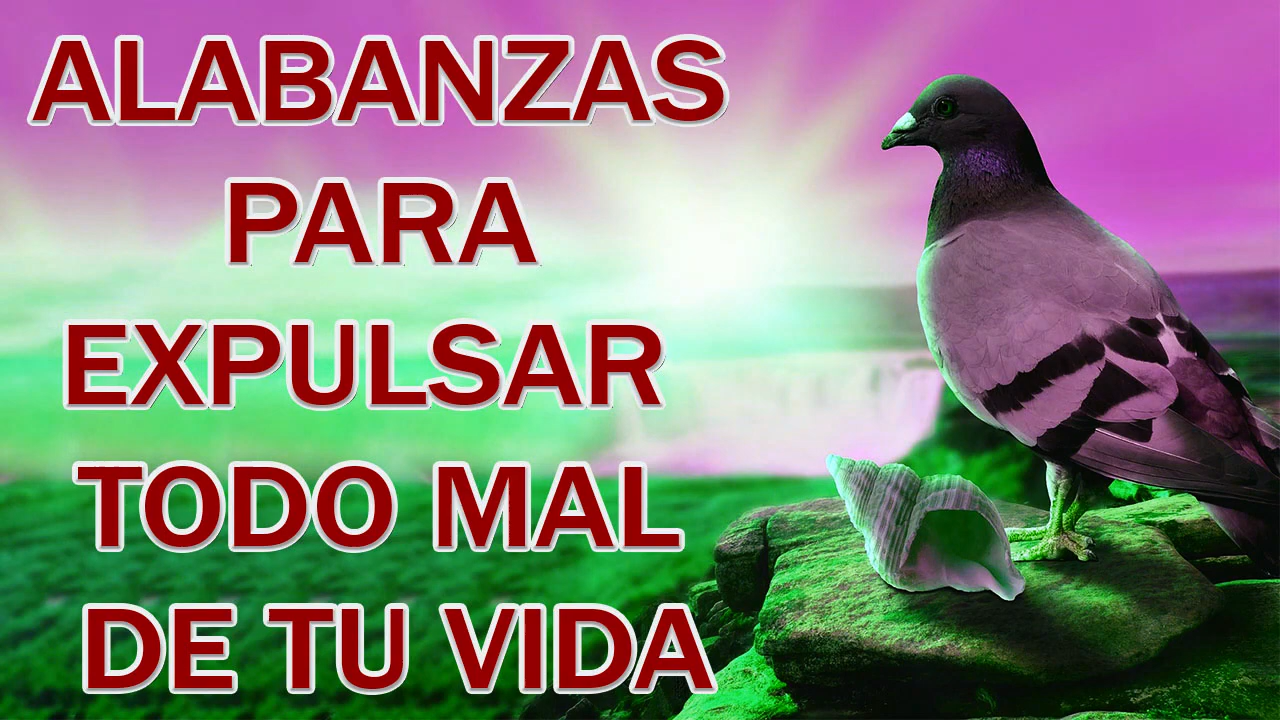 ALABANZAS
PARA
EXPULSAR
TODO MAL
DE TU VIDA